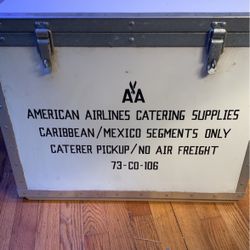 AA
AMERICAN AIRLINES CATERING SUPPLIES
CARIBBEAN/MEXICO SEGMENTS ONLY
CATERER PICKUP/NO AIR FREIGHT
73-CO-106